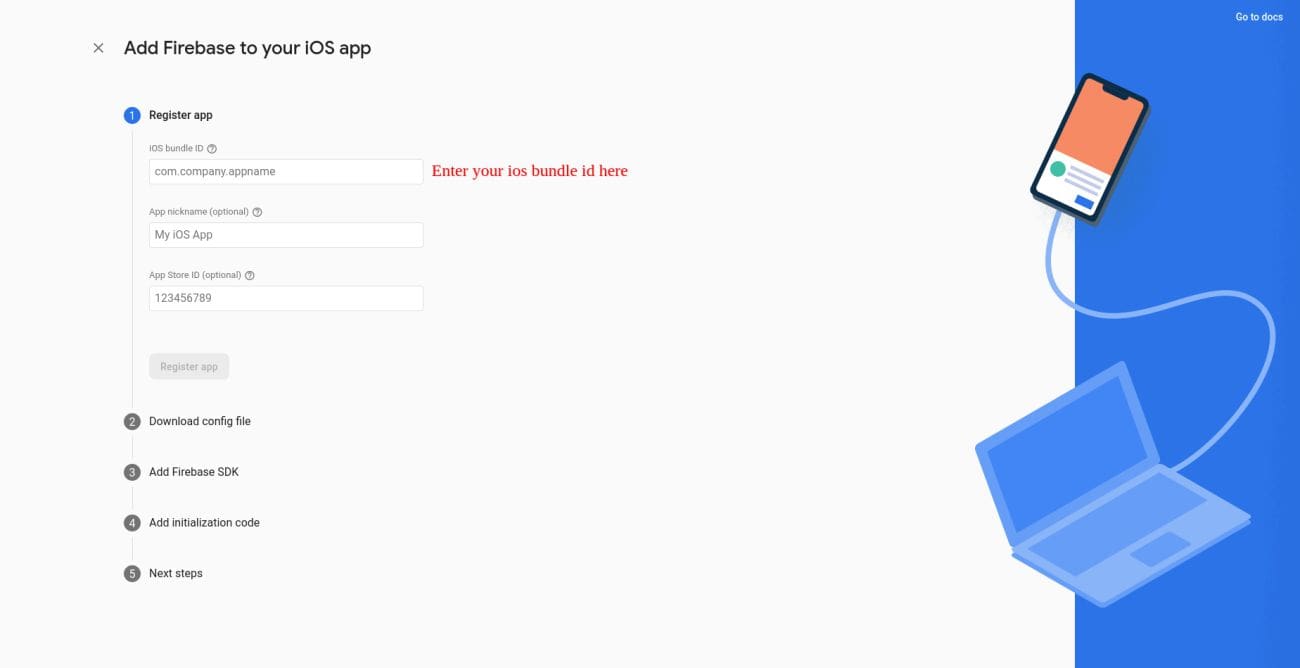 Go to docs
Add Firebase to your iOS app
1 Register app
iOS bundle ID
com.company.appname
Enter your ios bundle id here
App nickname (optional)
My iOS App
App Store ID (optional)
123456789
Register app
2 Download config file
3 Add Firebase SDK
4 Add initialization code
5 Next steps